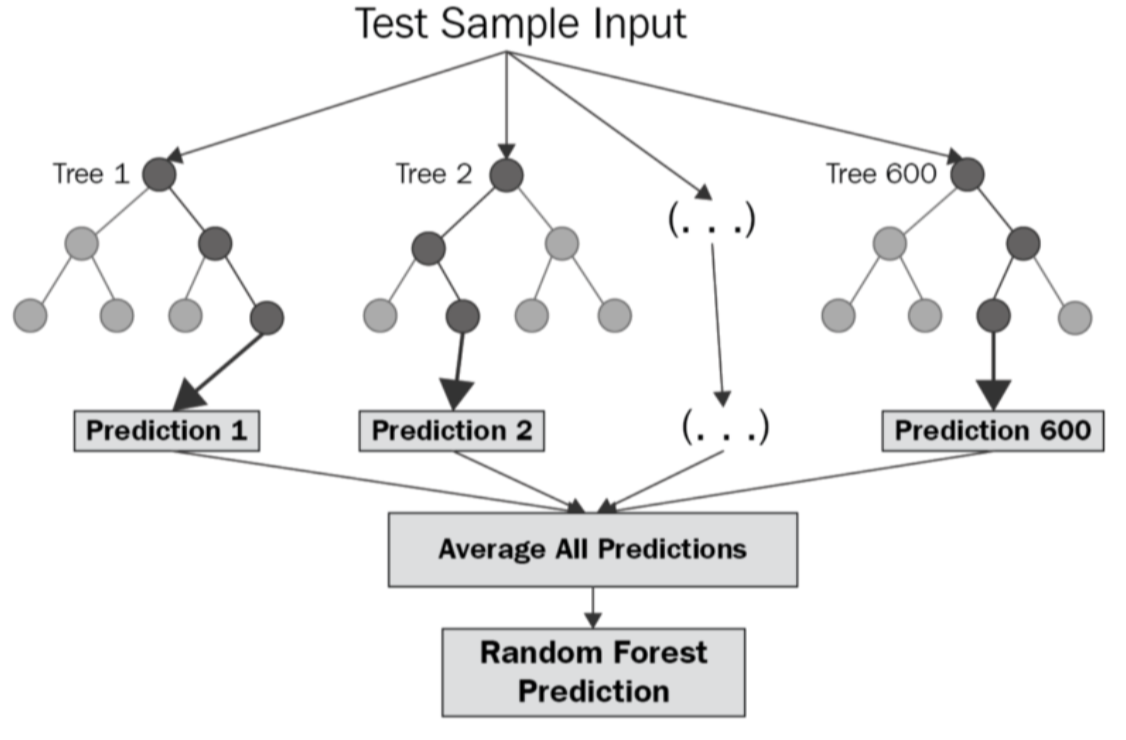 Test Sample Input
Tree 1
Tree 2
Tree 600
(. . .)
Prediction 1
Prediction 2
(. . .)
Prediction 600
Average All Predictions
Random Forest
Prediction